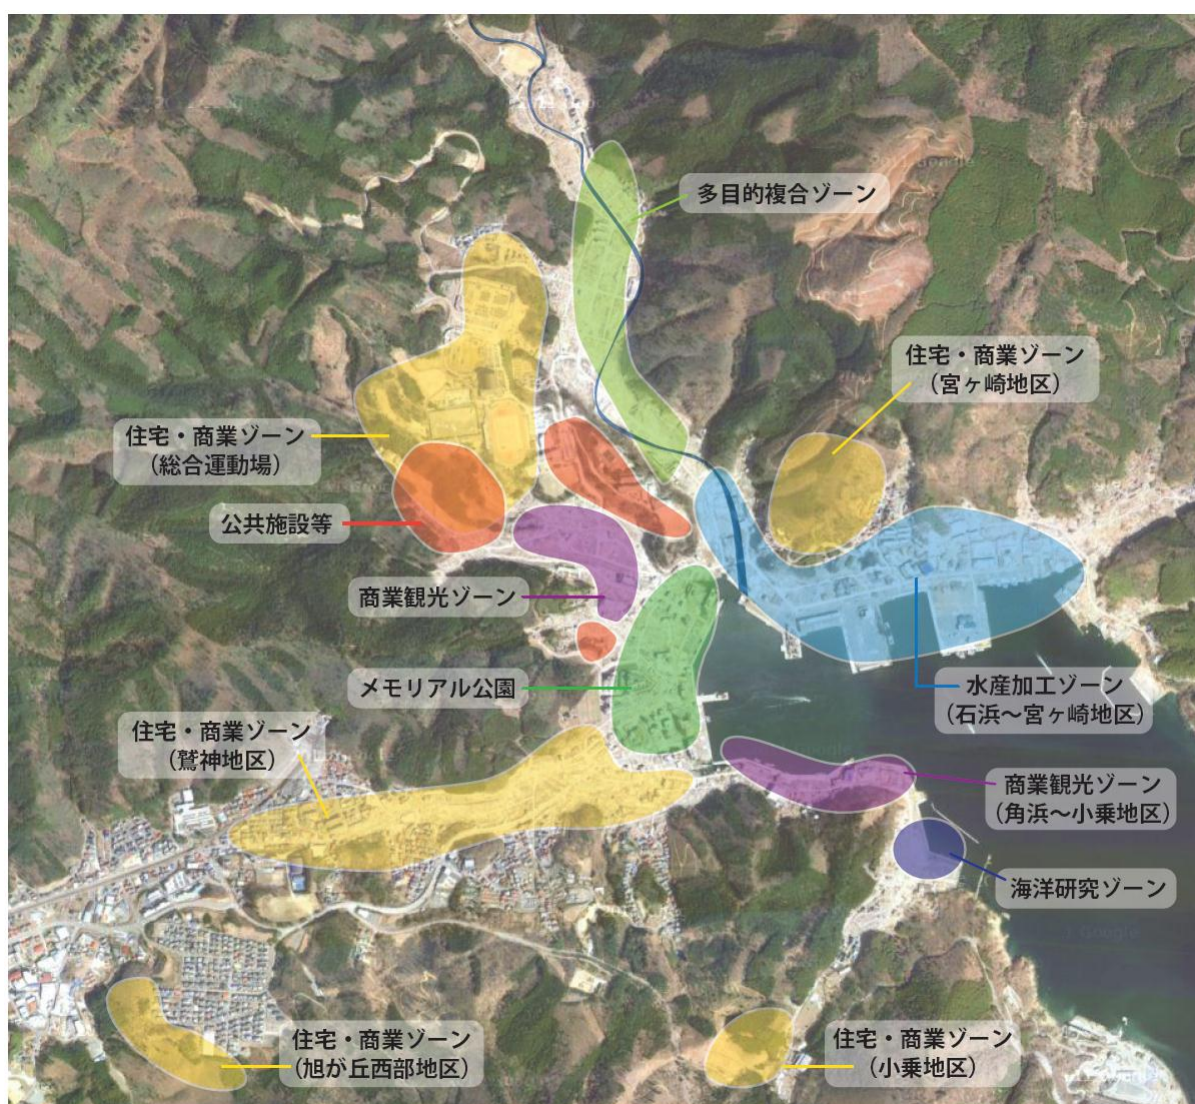 多目的複合ゾーン
住宅・商業ゾーン
（宮ヶ崎地区）
住宅・商業ゾーン
（総合運動場）
公共施設等
商業観光ゾーン
メモリアル公園
水産加工ゾーン
（石浜～宮ヶ崎地区）
住宅・商業ゾーン
（鷲神地区）
商業観光ゾーン
（角浜～小乗地区）
海洋研究ゾーン
Google
住宅・商業ゾーン
（旭が丘西部地区）
住宅・商業ゾーン
（小乗地区）